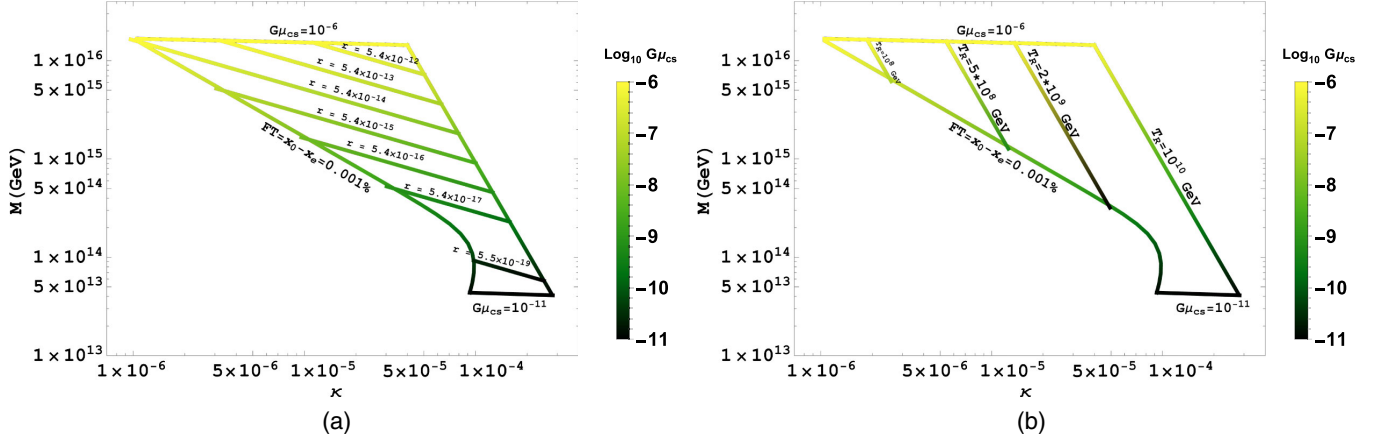 Gμcs=10⁻⁶
r = 5.4×10⁻¹²
r = 5.4×10⁻¹³
r = 5.4×10⁻¹⁴
r = 5.4×10⁻¹⁵
r = 5.4×10⁻¹⁶
r = 5.4×10⁻¹⁷
r = 5.5×10⁻¹⁹
FT=x₀-xₑ=0.001%
Gμcs=10⁻¹¹
M(GeV)
1×10¹⁶
5×10¹⁵
1×10¹⁵
5×10¹⁴
1×10¹⁴
5×10¹³
1×10¹³
1×10⁻⁶
5×10⁻⁶
1×10⁻⁵
5×10⁻⁵
1×10⁻⁴
κ
(a)
Log₁₀ Gμcs
-6
-7
-8
-9
-10
-11
Gμcs=10⁻⁶
T_R=10⁸ GeV
T_R=5*10⁸ GeV
T_R=2*10⁹ GeV
T_R=10¹⁰ GeV
FT=x₀-xₑ=0.001%
Gμcs=10⁻¹¹
M(GeV)
1×10¹⁶
5×10¹⁵
1×10¹⁵
5×10¹⁴
1×10¹⁴
5×10¹³
1×10¹³
1×10⁻⁶
5×10⁻⁶
1×10⁻⁵
5×10⁻⁵
1×10⁻⁴
κ
(b)
Log₁₀ Gμcs
-6
-7
-8
-9
-10
-11